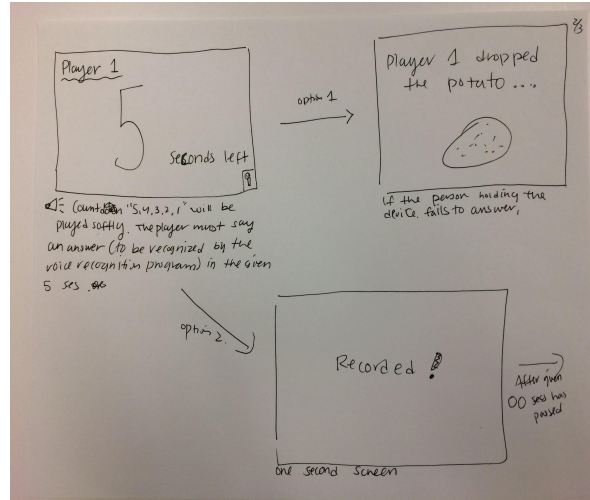 2/3
Player 1
5
Seconds left
option 1
Player 1 dropped
the potato ....
Count "5,4,3,2,1" will be
played softly. The player must say
an answer (to be recognized by the
voice recognition program) in the given
5 secs
If the person holding the
device fails to answer,
option 2.
Recorded !
one second screen
After given
00 secs has
passed